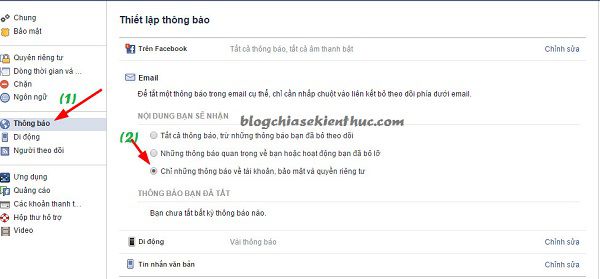 Chung
Bảo mật
Quyền riêng tư
Dòng thời gian và ...
Chặn
Ngôn ngữ
(1)
Thông báo
Di động
Người theo dõi
Ứng dụng
Quảng cáo
Các khoản thanh t...
Hộp thư hỗ trợ
Video
Thiết lập thông báo
Trên Facebook Tất cả thông báo, tất cả âm thanh bật Chỉnh sửa
Email
Để tắt một thông báo trong email cụ thể, chỉ cần nhấp chuột vào liên kết bỏ theo dõi phía dưới email.
NỘI DUNG BẠN SẼ NHẬN
blogchiasekienthuc.com
(2)
Tất cả thông báo, trừ những thông báo bạn đã bỏ theo dõi
Những thông báo quan trọng về bạn hoặc hoạt động bạn đã bỏ lỡ
Chỉ những thông báo về tài khoản, bảo mật và quyền riêng tư
THÔNG BÁO BẠN ĐÃ TẮT
Bạn chưa tắt bất kỳ thông báo nào.
Di động Vài thông báo Chỉnh sửa
Tin nhắn văn bản Chỉnh sửa